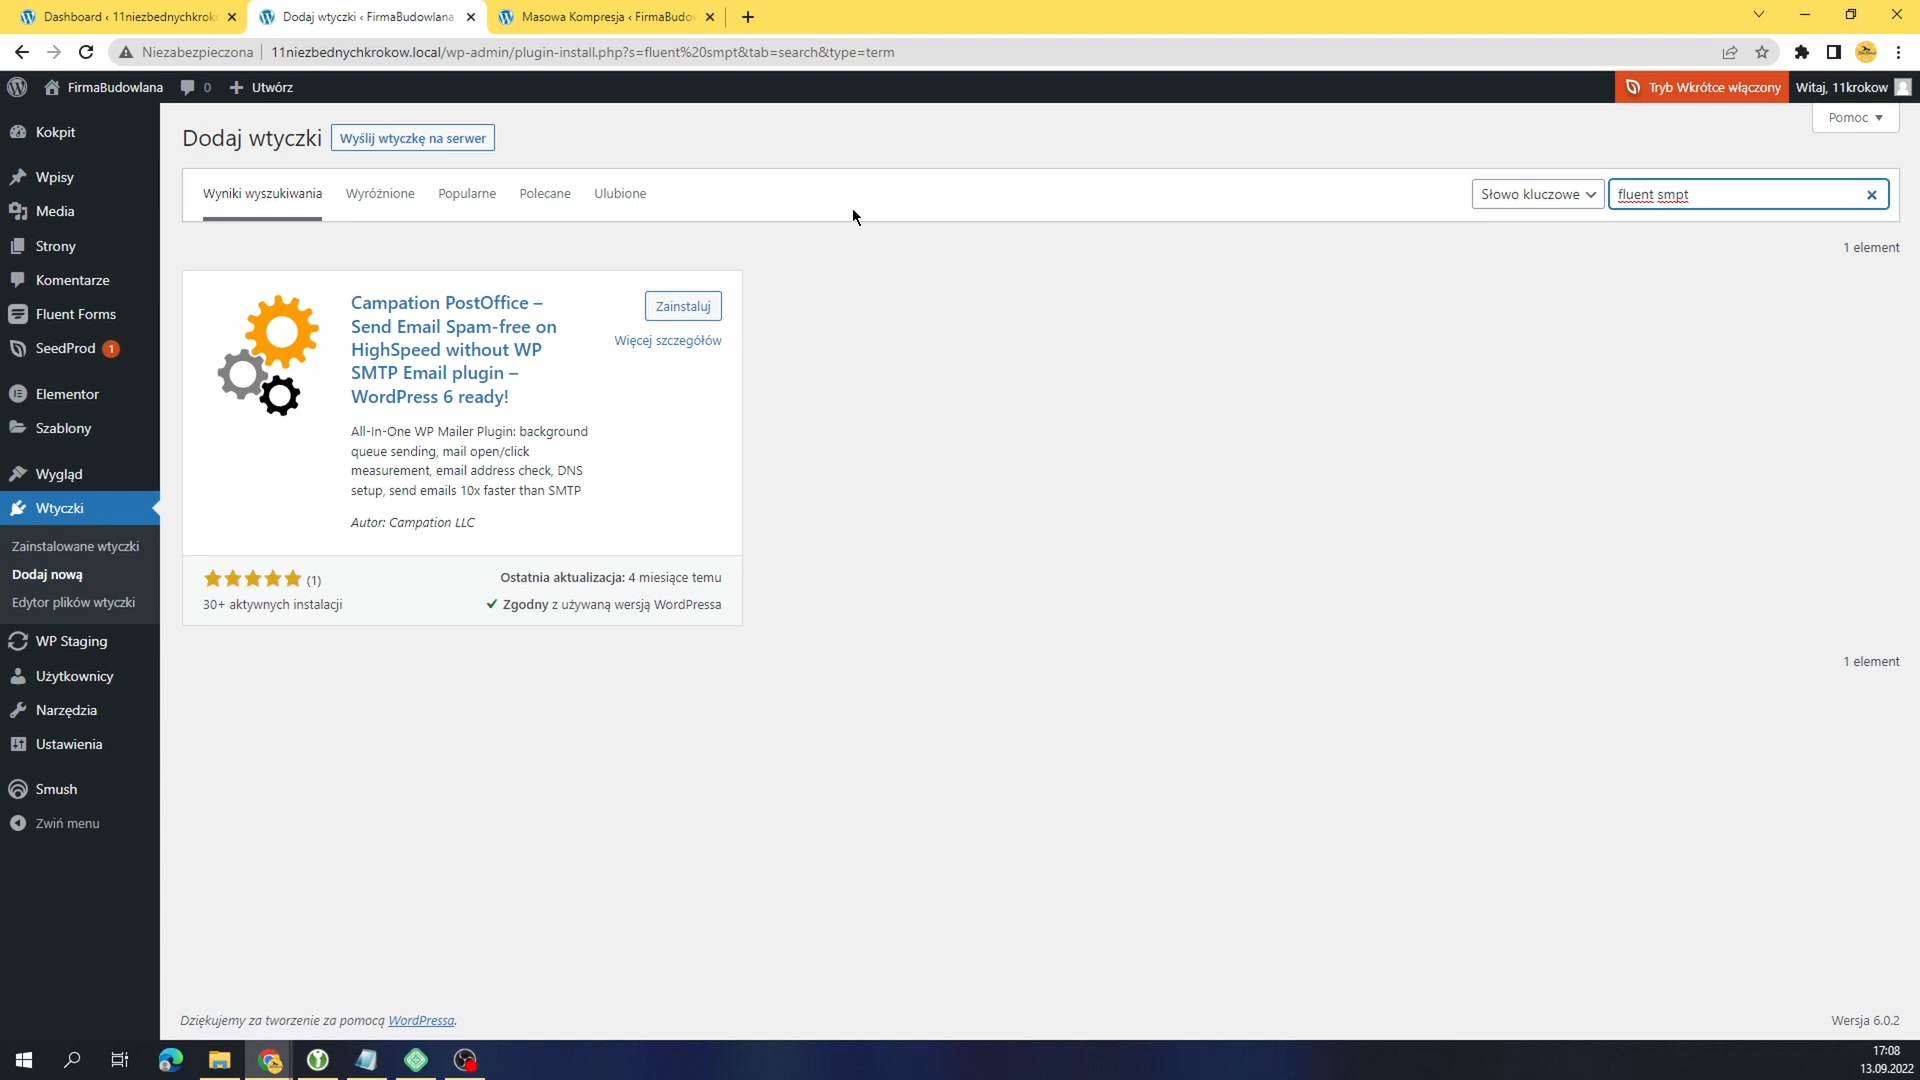 Dashboard ‹ 11niezbednychkrok
Dodaj wtyczki ‹ FirmaBudowlana
Masowa Kompresja ‹ FirmaBudo
Niezabezpieczona
11niezbednychkrokow.local/wp-admin/plugin-install.php?s=fluent%20smpt&tab=search&type=term
FirmaBudowlana
0
Utwórz
Tryb Wkrótce włączony
Witaj, 11krokow
Kokpit
Wpisy
Media
Strony
Komentarze
Fluent Forms
SeedProd 1
Elementor
Szablony
Wygląd
Wtyczki
Zainstalowane wtyczki
Dodaj nową
Edytor plików wtyczki
WP Staging
Użytkownicy
Narzędzia
Ustawienia
Smush
Zwiń menu
Pomoc
Dodaj wtyczki
Wyślij wtyczkę na serwer
Wyniki wyszukiwania
Wyróżnione
Popularne
Polecane
Ulubione
Słowo kluczowe
fluent smpt
1 element
Campation PostOffice –
Send Email Spam-free on
HighSpeed without WP
SMTP Email plugin –
WordPress 6 ready!
Zainstaluj
Więcej szczegółów
All-In-One WP Mailer Plugin: background
queue sending, mail open/click
measurement, email address check, DNS
setup, send emails 10x faster than SMTP
Autor: Campation LLC
(1)
30+ aktywnych instalacji
Ostatnia aktualizacja: 4 miesiące temu
Zgodny z używaną wersją WordPressa
1 element
Dziękujemy za tworzenie za pomocą WordPressa.
Wersja 6.0.2
17:08
13.09.2022